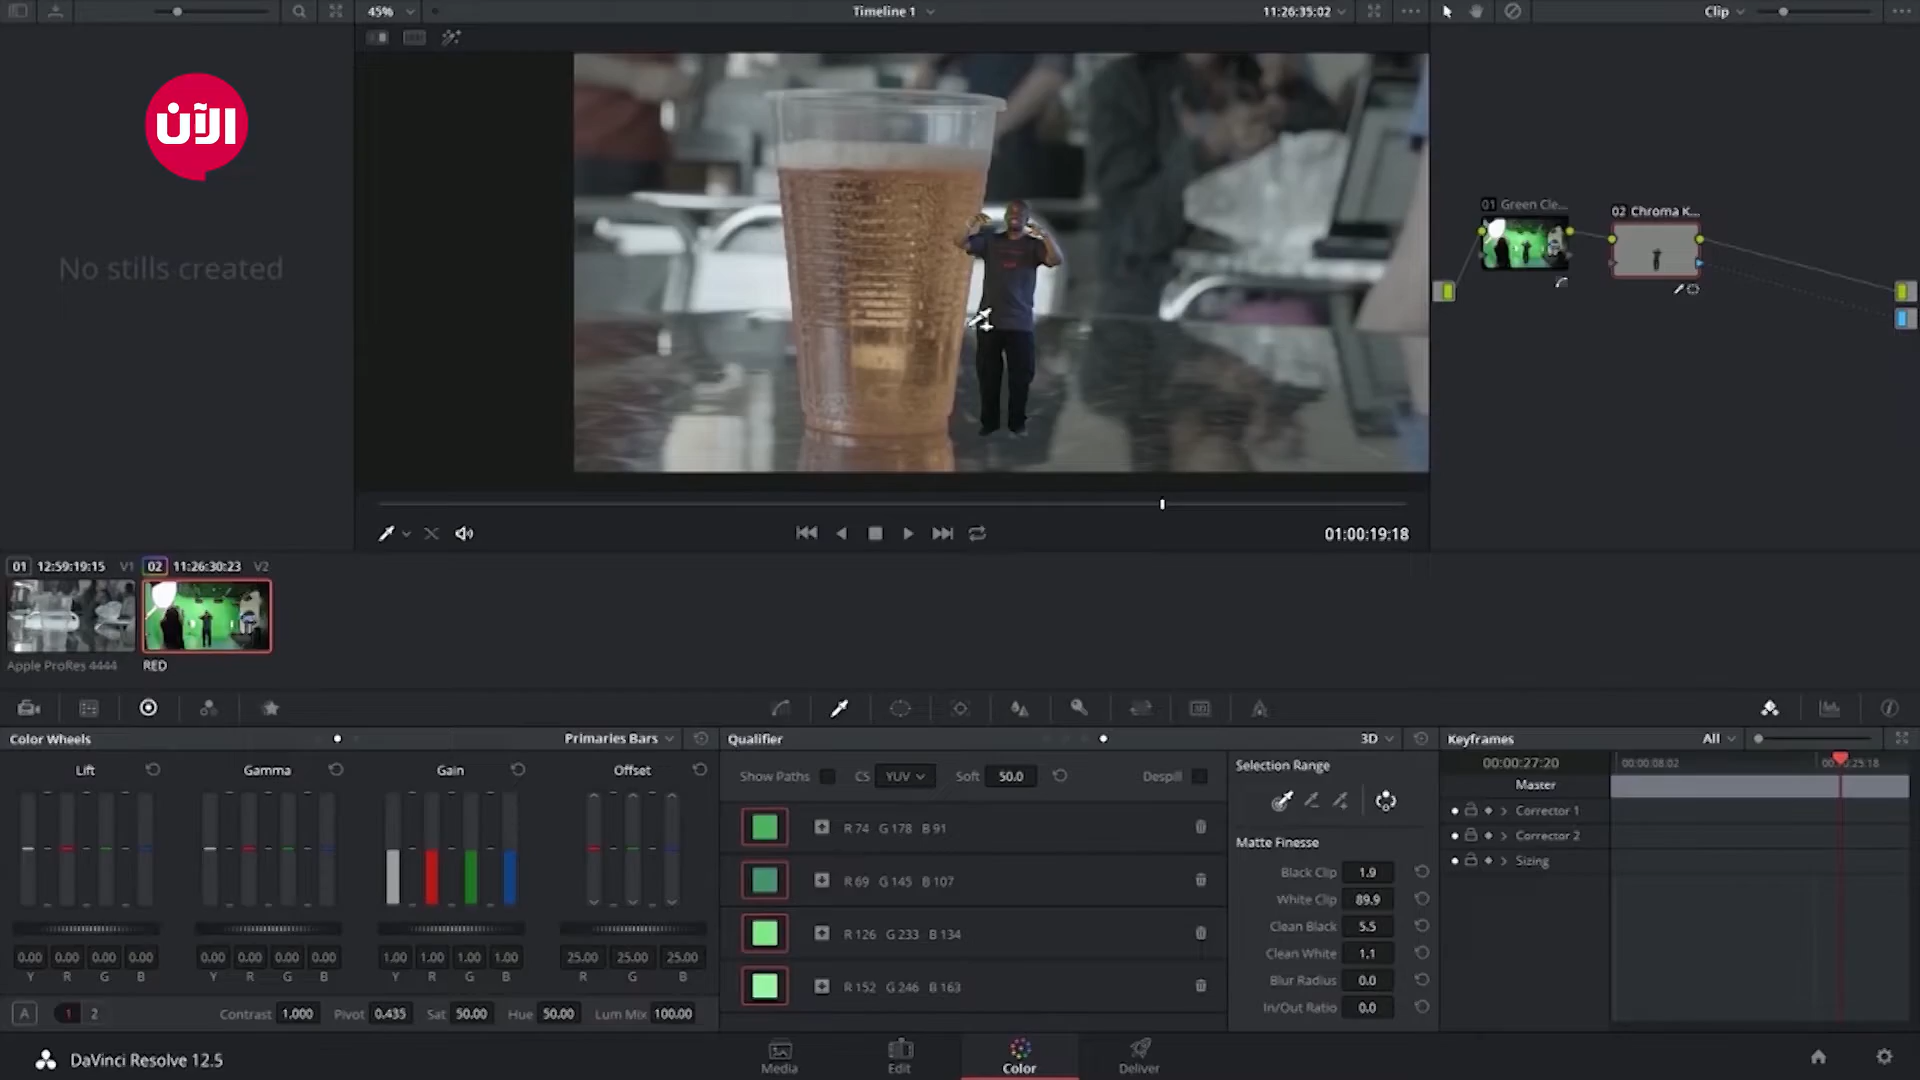 45%
Timeline 1
11:26:35:02
Clip
الآن
No stills created
01 Green Cle...
02 Chroma K...
01:00:19:18
01 12:59:19:15 V1
02 11:26:30:23 V2
Apple ProRes 4444
RED
Color Wheels
Primaries Bars
Lift
Gamma
Gain
Offset
0.00 0.00 0.00 0.00
Y R G B
0.00 0.00 0.00 0.00
Y R G B
1.00 1.00 1.00 1.00
Y R G B
25.00 25.00 25.00
R G B
A 1 2
Contrast 1.000 Pivot 0.435 Sat 50.00 Hue 50.00 Lum Mix 100.00
Qualifier
3D
Show Paths CS YUV Soft 50.0 Despill
R 74 G 178 B 91
R 69 G 145 B 107
R 126 G 233 B 134
R 152 G 246 B 163
Selection Range
Matte Finesse
Black Clip 1.9
White Clip 89.9
Clean Black 5.5
Clean White 1.1
Blur Radius 0.0
In/Out Ratio 0.0
Keyframes
All
00:00:27:20
00:00:08:02
Master
Corrector 1
Corrector 2
Sizing
DaVinci Resolve 12.5
Media
Edit
Color
Deliver